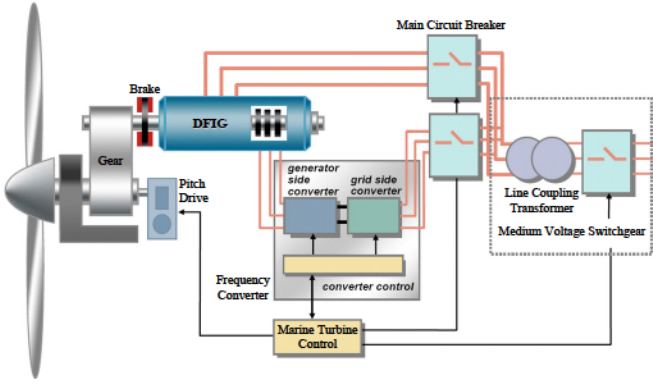 Main Circuit Breaker
Brake
DFIG
Gear
generator
side
converter
grid side
converter
Pitch
Drive
Line Coupling
Transformer
Medium Voltage Switchgear
Frequency
Converter
converter control
Marine Turbine
Control